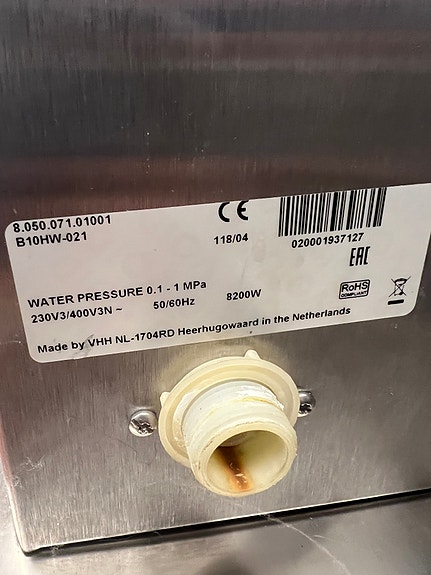 8.050.071.01001
B10HW-021
CE
118/04
020001937127
EAC
WATER PRESSURE 0.1 - 1 MPa
230V3/400V3N ~ 50/60Hz 8200W
RoHS
COMPLIANT
Made by VHH NL-1704RD Heerhugowaard in the Netherlands